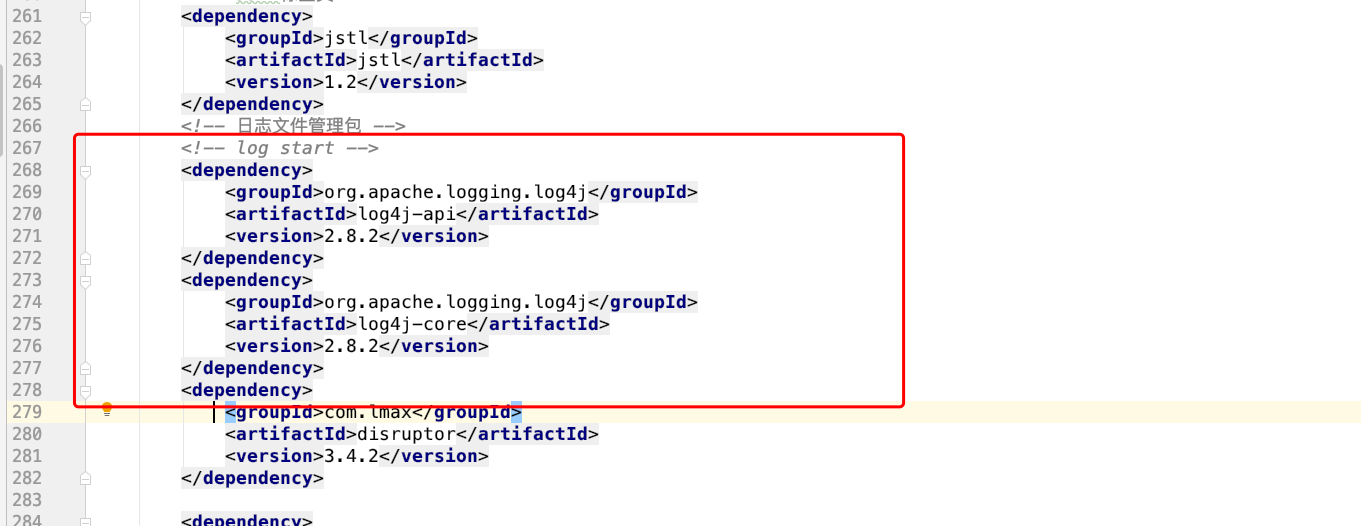 261 <dependency>
262 <groupId>jstl</groupId>
263 <artifactId>jstl</artifactId>
264 <version>1.2</version>
265 </dependency>
266 <!-- 日志文件管理包 -->
267 <!-- log start -->
268 <dependency>
269 <groupId>org.apache.logging.log4j</groupId>
270 <artifactId>log4j-api</artifactId>
271 <version>2.8.2</version>
272 </dependency>
273 <dependency>
274 <groupId>org.apache.logging.log4j</groupId>
275 <artifactId>log4j-core</artifactId>
276 <version>2.8.2</version>
277 </dependency>
278 <dependency>
279 <groupId>com.lmax</groupId>
280 <artifactId>disruptor</artifactId>
281 <version>3.4.2</version>
282 </dependency>
283
284 <dependency>